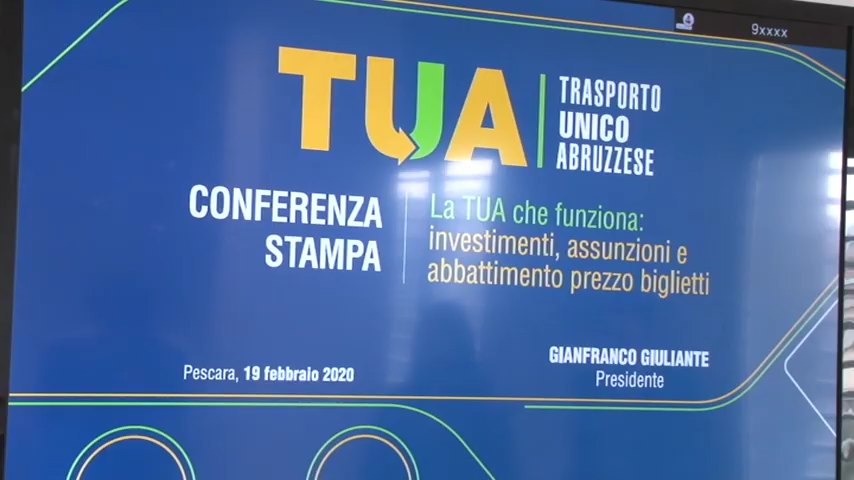 9xxxx
TUA
TRASPORTO
UNICO
ABRUZZESE
CONFERENZA
STAMPA
La TUA che funziona:
investimenti, assunzioni e
abbattimento prezzo biglietti
GIANFRANCO GIULIANTE
Presidente
Pescara, 19 febbraio 2020